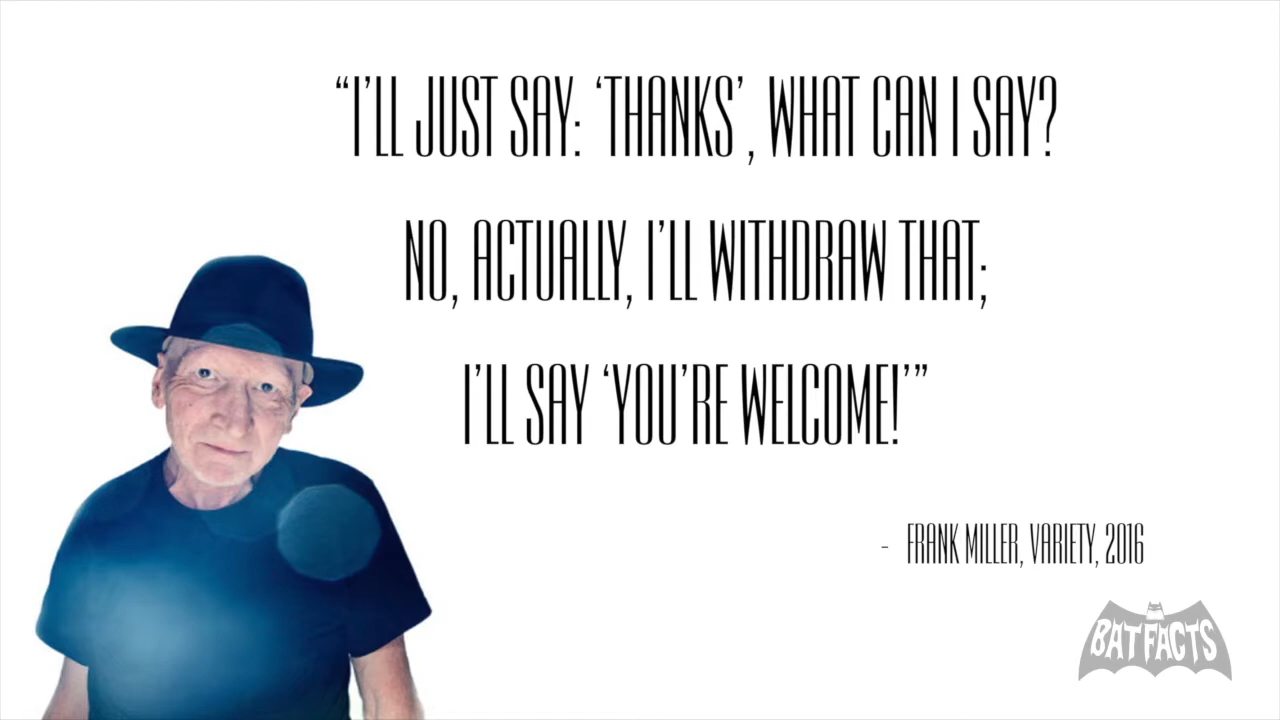 “I’LL JUST SAY: ‘THANKS’, WHAT CAN I SAY?
NO, ACTUALLY, I’LL WITHDRAW THAT;
I’LL SAY ‘YOU’RE WELCOME!’”
- FRANK MILLER, VARIETY, 2016
BATFACTS